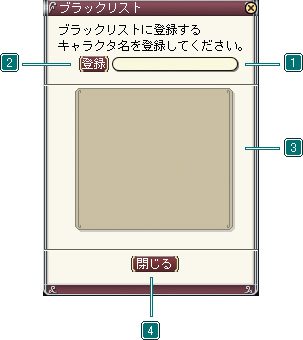 ブラックリスト
ブラックリストに登録する
キャラクタ名を登録してください。
2 登録 1
3
閉じる
4